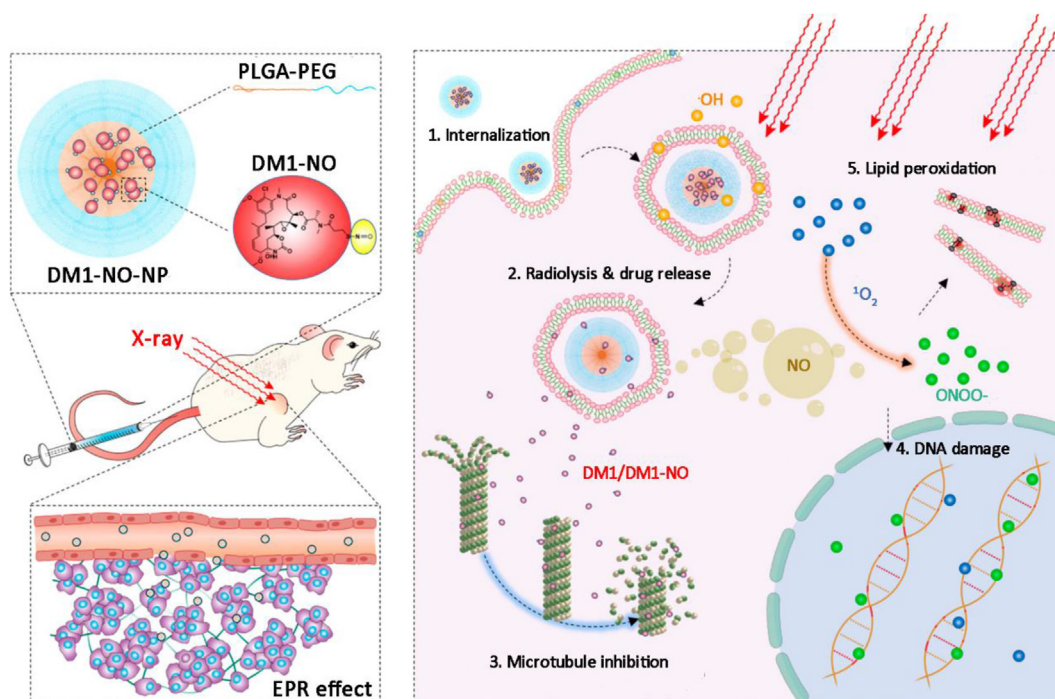 PLGA-PEG
DM1-NO
DM1-NO-NP
X-ray
EPR effect
1. Internalization
·OH
2. Radiolysis & drug release
5. Lipid peroxidation
¹O₂
NO
ONOO-
DM1/DM1-NO
4. DNA damage
3. Microtubule inhibition